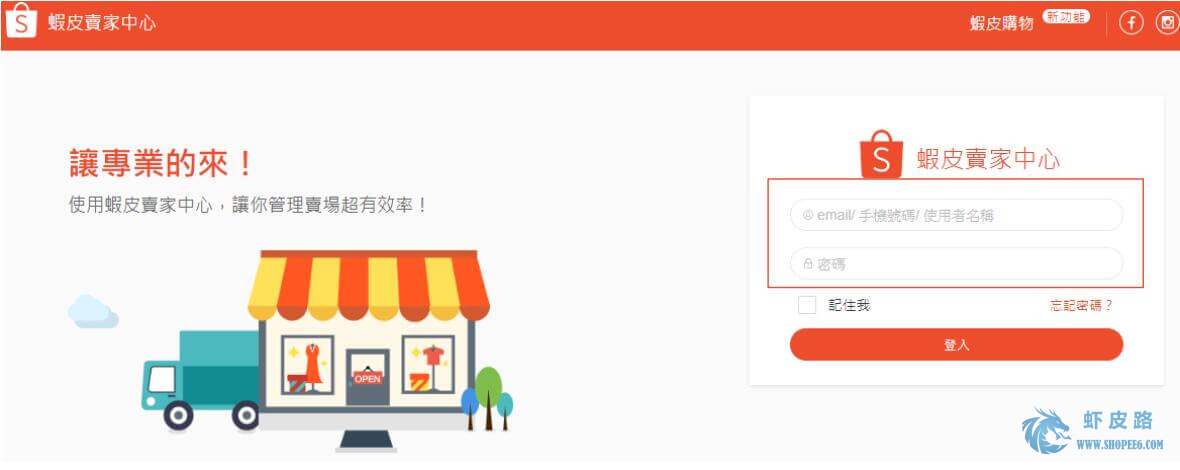 S 蝦皮賣家中心
蝦皮購物 新功能
讓專業的來！
使用蝦皮賣家中心，讓你管理賣場超有效率！
OPEN
S 蝦皮賣家中心
email/ 手機號碼/ 使用者名稱
密碼
記住我 忘記密碼？
登入
虾皮路
WWW.SHOPEE6.COM